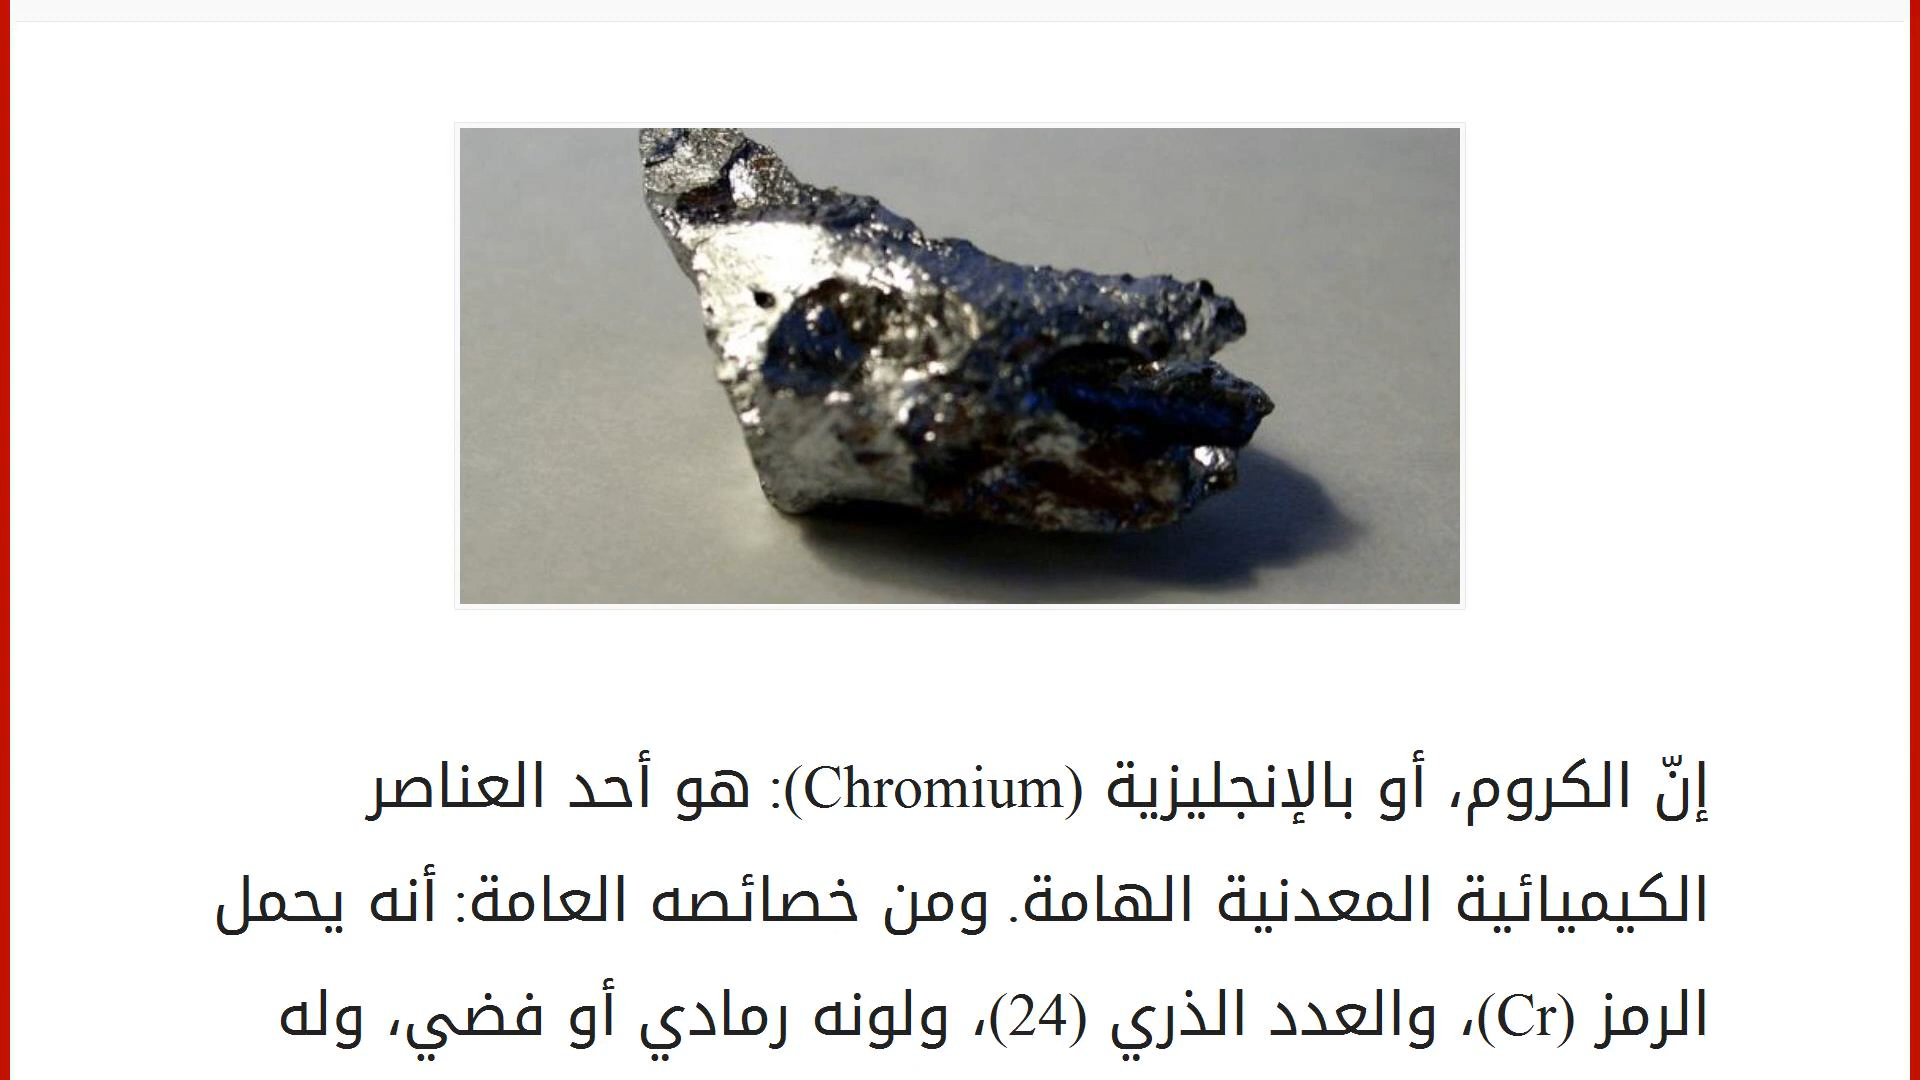 إنّ الكروم، أو بالإنجليزية (Chromium): هو أحد العناصر
الكيميائية المعدنية الهامة. ومن خصائصه العامة: أنه يحمل
الرمز (Cr)، والعدد الذري (24)، ولونه رمادي أو فضي، وله